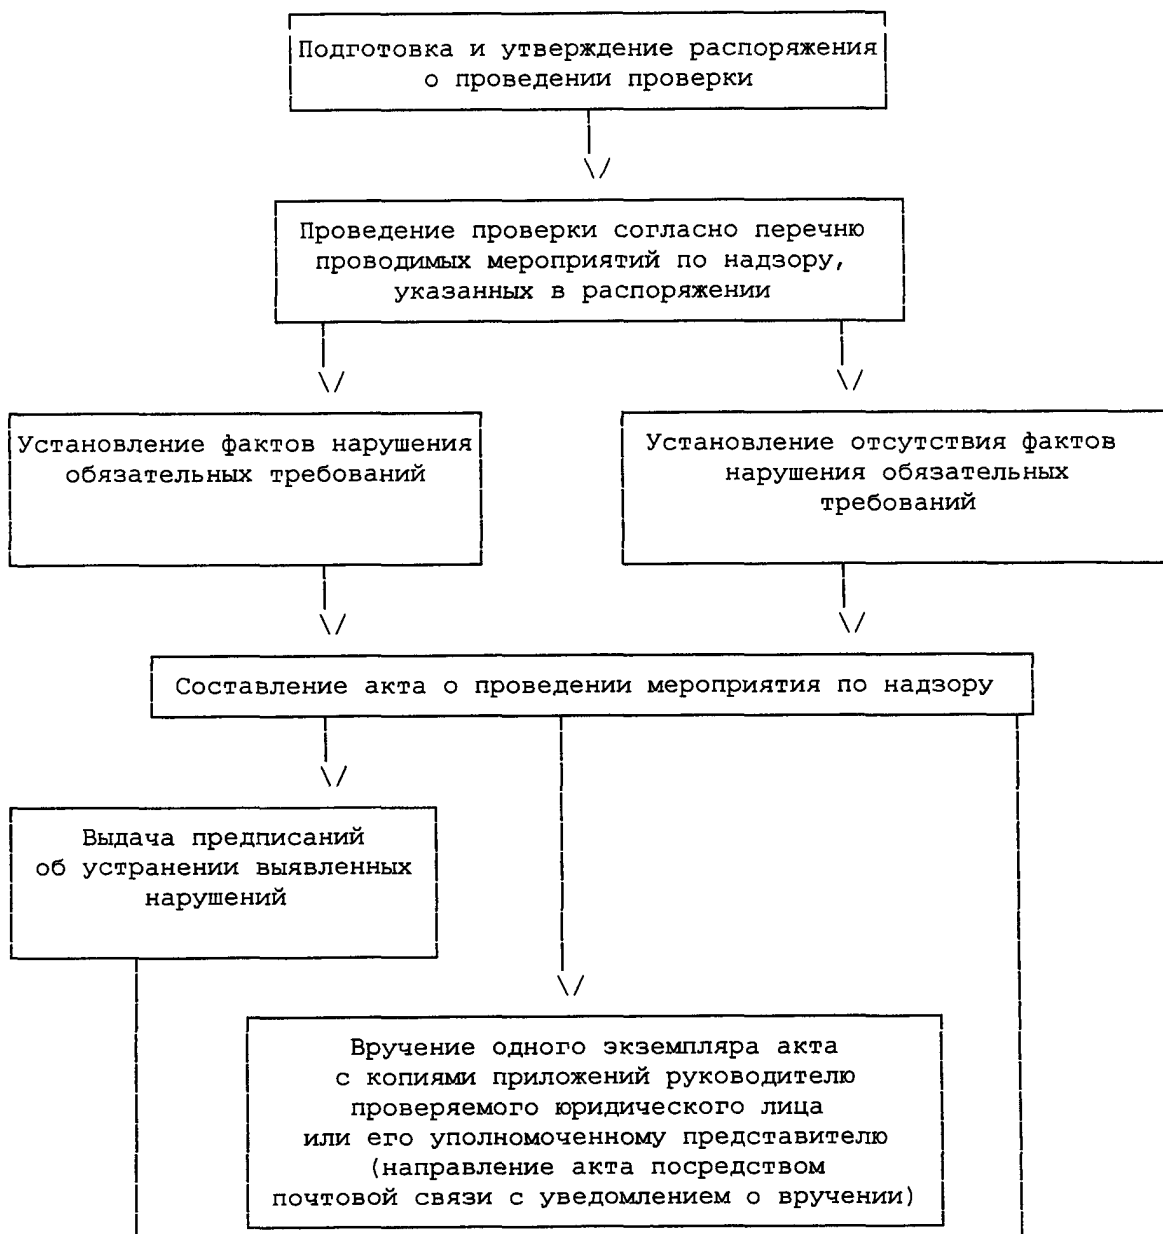 Подготовка и утверждение распоряжения
о проведении проверки
Проведение проверки согласно перечню
проводимых мероприятий по надзору,
указанных в распоряжении
Установление фактов нарушения
обязательных требований
Установление отсутствия фактов
нарушения обязательных
требований
Составление акта о проведении мероприятия по надзору
Выдача предписаний
об устранении выявленных
нарушений
Вручение одного экземпляра акта
с копиями приложений руководителю
проверяемого юридического лица
или его уполномоченному представителю
(направление акта посредством
почтовой связи с уведомлением о вручении)